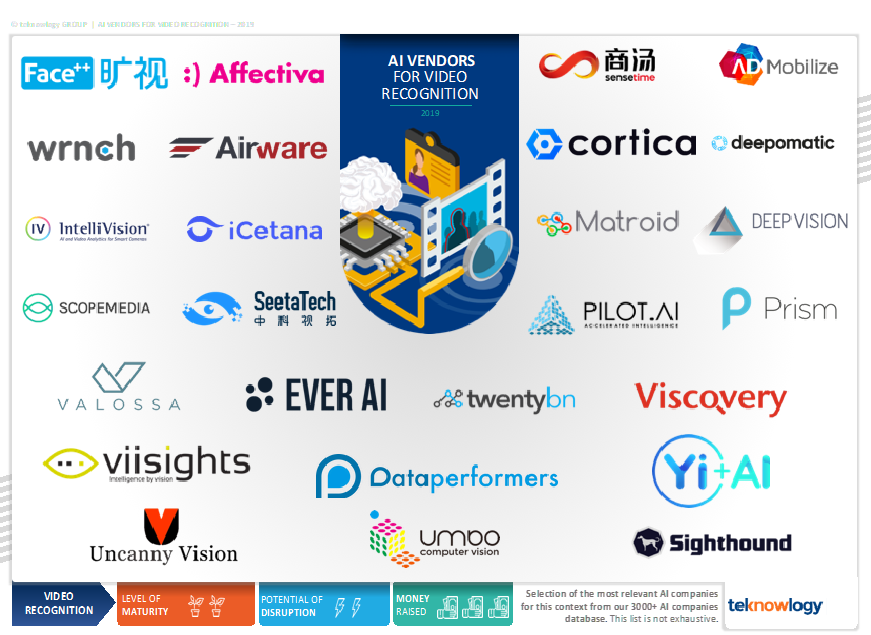 © teknowlogy GROUP | AI VENDORS FOR VIDEO RECOGNITION – 2019
AI VENDORS
FOR VIDEO
RECOGNITION
2019
Face++ 旷视
:) Affectiva
商汤
sensetime
AD Mobilize
wrnch
Airware
cortica
deepomatic
IV IntelliVision
AI and Video Analytics for Smart Cameras
iCetana
Matroid
DEEP VISION
SCOPEMEDIA
SeetaTech
中科视拓
PILOT.AI
ACCELERATED INTELLIGENCE
Prism
VALOSSA
EVER AI
twentybn
Viscovery
viisights
Intelligence by vision
Dataperformers
Yi+AI
Uncanny Vision
umbo
computer vision
Sighthound
VIDEO
RECOGNITION
LEVEL OF
MATURITY
POTENTIAL OF
DISRUPTION
MONEY
RAISED
Selection of the most relevant AI companies
for this context from our 3000+ AI companies
database. This list is not exhaustive.
teknowlogy